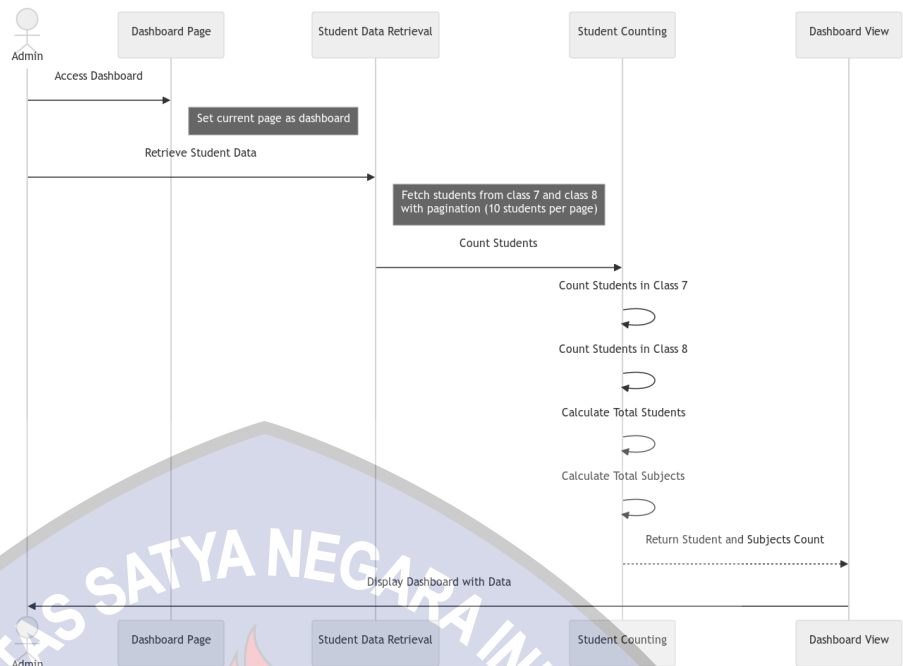 Dashboard Page
Student Data Retrieval
Student Counting
Dashboard View
Admin
Access Dashboard
Set current page as dashboard
Retrieve Student Data
Fetch students from class 7 and class 8
with pagination (10 students per page)
Count Students
Count Students in Class 7
Count Students in Class 8
Calculate Total Students
Calculate Total Subjects
Return Student and Subjects Count
Display Dashboard with Data
TAS SATYA NEGARA IN
Dashboard Page
Student Data Retrieval
Student Counting
Dashboard View
Admin